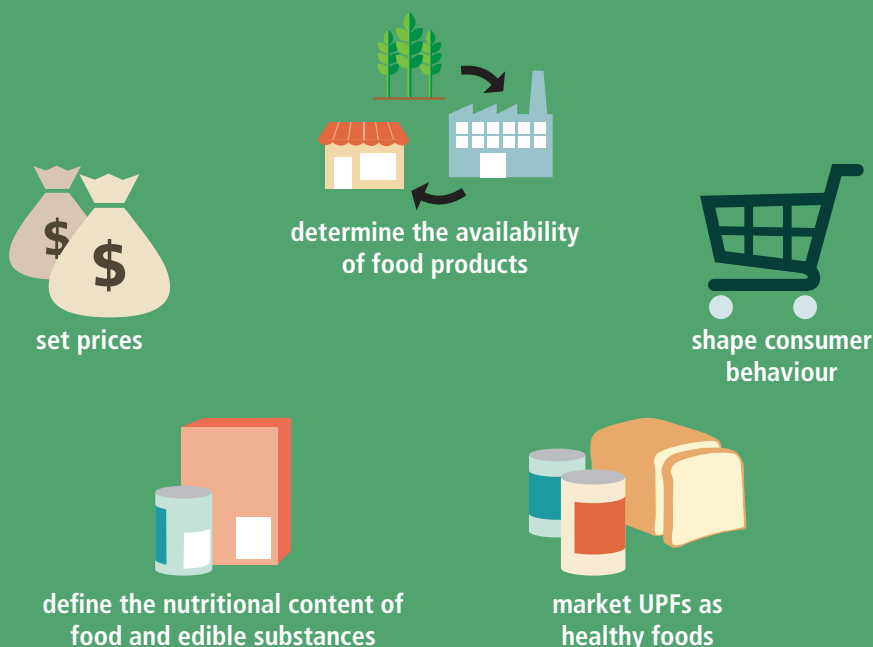 determine the availability
of food products
$
$
set prices
shape consumer
behaviour
define the nutritional content of
food and edible substances
market UPFs as
healthy foods